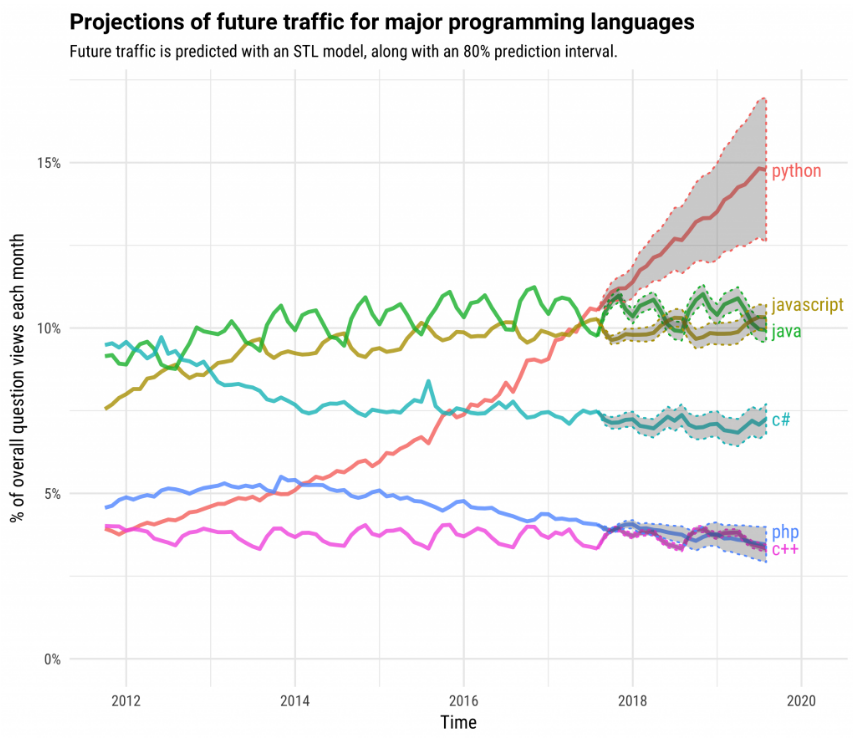 Projections of future traffic for major programming languages
Future traffic is predicted with an STL model, along with an 80% prediction interval.
% of overall question views each month
15%
10%
5%
0%
python
javascript
java
c#
php
c++
2012
2014
2016
2018
2020
Time